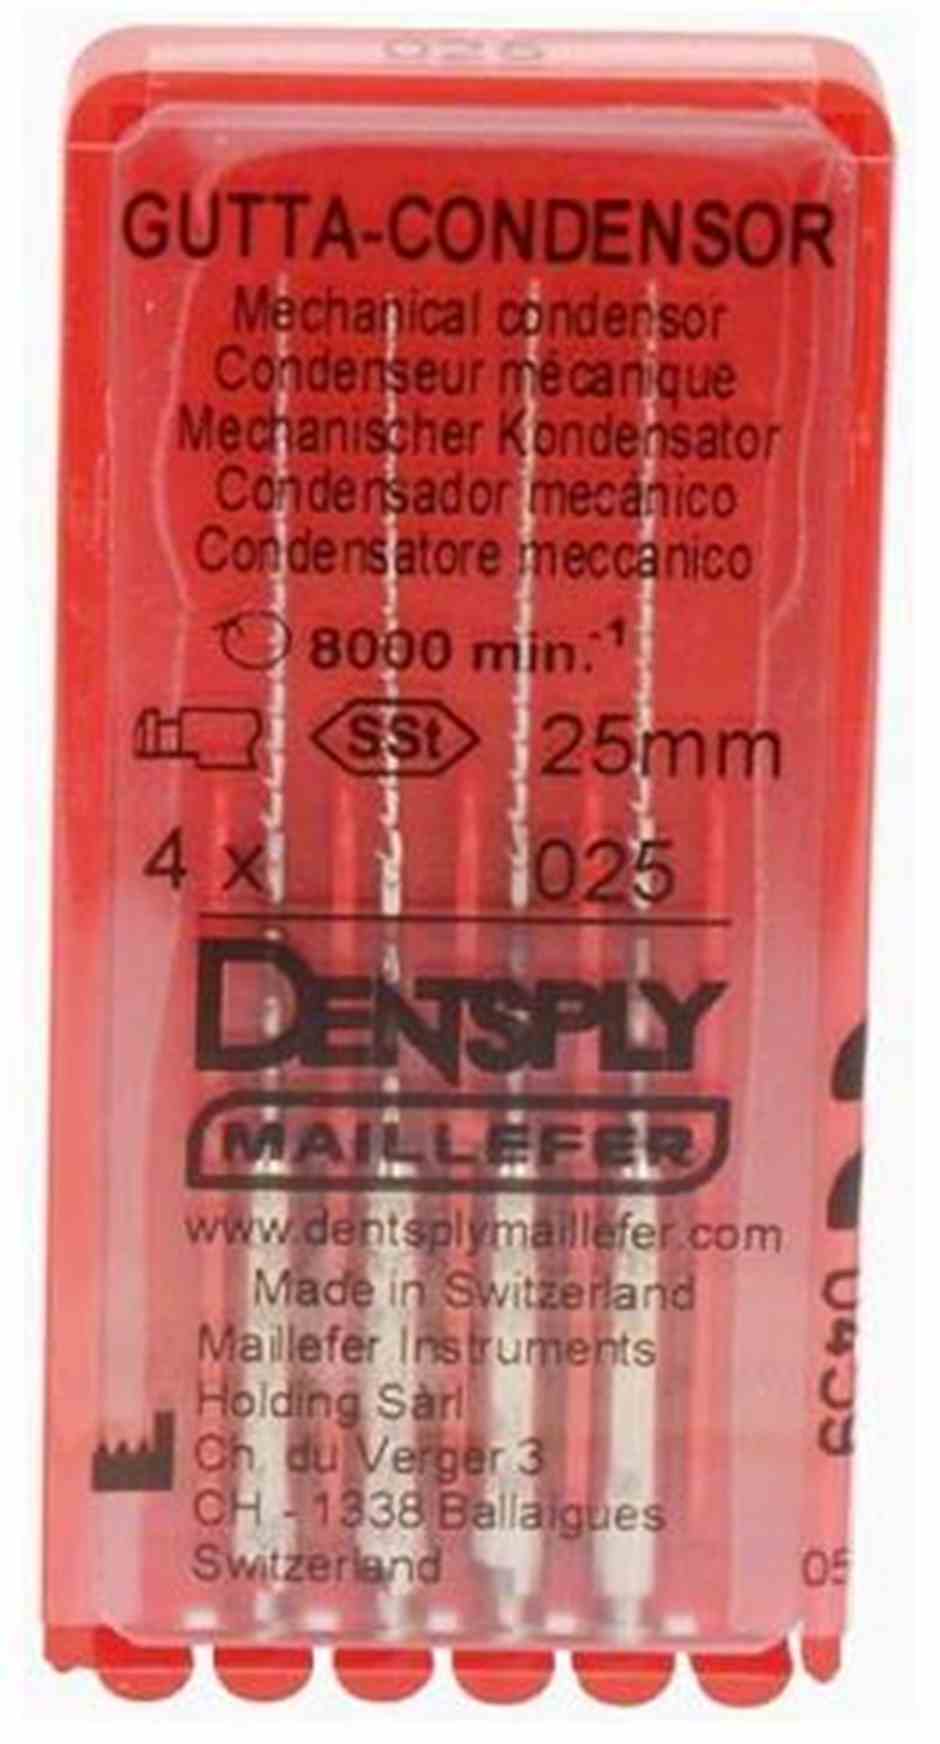 025
GUTTA-CONDENSOR
Mechanical condensor
Condenseur mécanique
Mechanischer Kondensator
Condensador mecánico
Condensatore meccanico
8000 min.⁻¹
SSt 25mm
4 x 025
DENTSPLY
MAILLEFER
www.dentsplymaillefer.com
Made in Switzerland
Maillefer Instruments
Holding Sàrl
Ch. du Verger 3
CH - 1338 Ballaigues
Switzerland
05